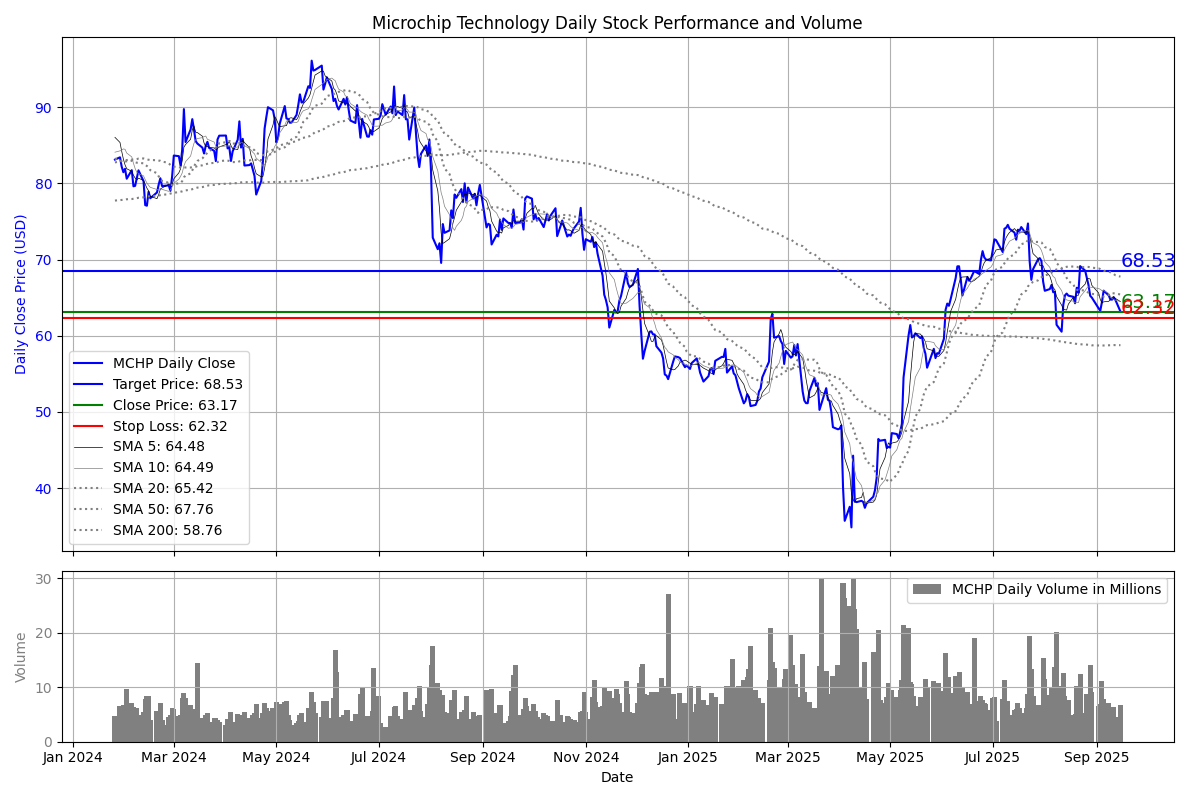 Microchip Technology Daily Stock Performance and Volume
Daily Close Price (USD)
90
80
70
60
50
40
68.53
63.17
62.32
MCHP Daily Close
Target Price: 68.53
Close Price: 63.17
Stop Loss: 62.32
SMA 5: 64.48
SMA 10: 64.49
SMA 20: 65.42
SMA 50: 67.76
SMA 200: 58.76
Volume
30
20
10
0
MCHP Daily Volume in Millions
Jan 2024 Mar 2024 May 2024 Jul 2024 Sep 2024 Nov 2024 Jan 2025 Mar 2025 May 2025 Jul 2025 Sep 2025
Date